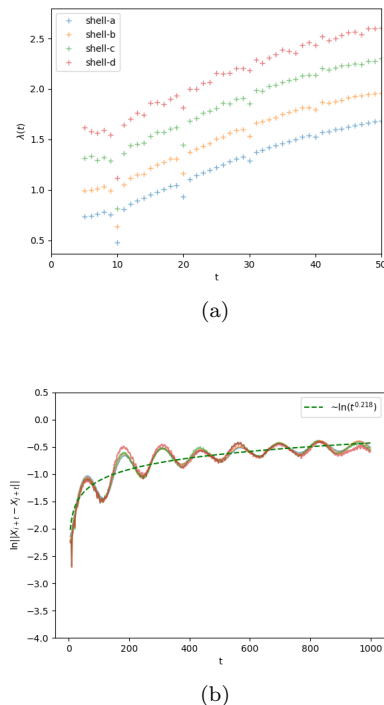 shell-a
shell-b
shell-c
shell-d
2.5
2.0
1.5
1.0
0.5
λ(t)
0 10 20 30 40 50
t
(a)
0.5
0.0
−0.5
−1.0
−1.5
−2.0
−2.5
−3.0
−3.5
−4.0
ln||X_{i+t} − X_{j+t}||
~ln(t^{0.218})
0 200 400 600 800 1000
t
(b)